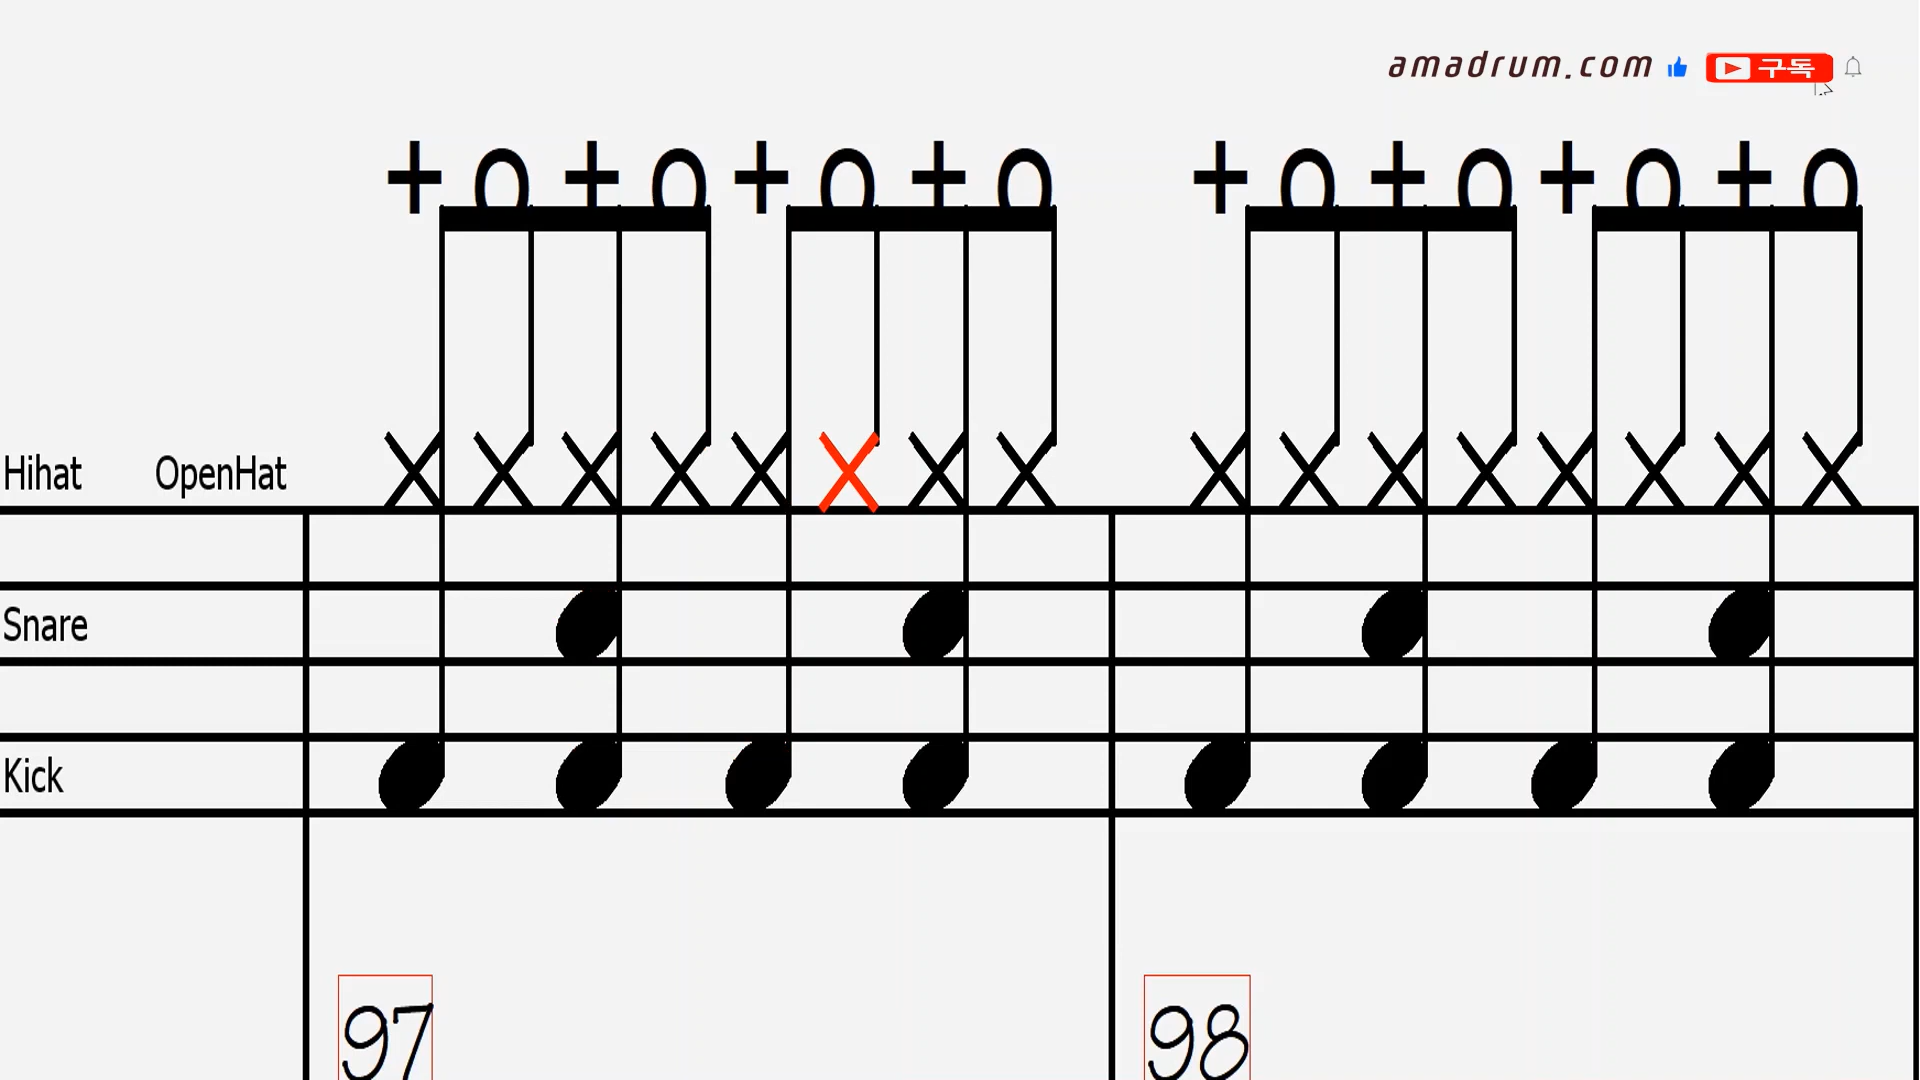 amadrum.com 구독
+ o + o + o + o + o + o + o + o
Hihat OpenHat
Snare
Kick
97 98